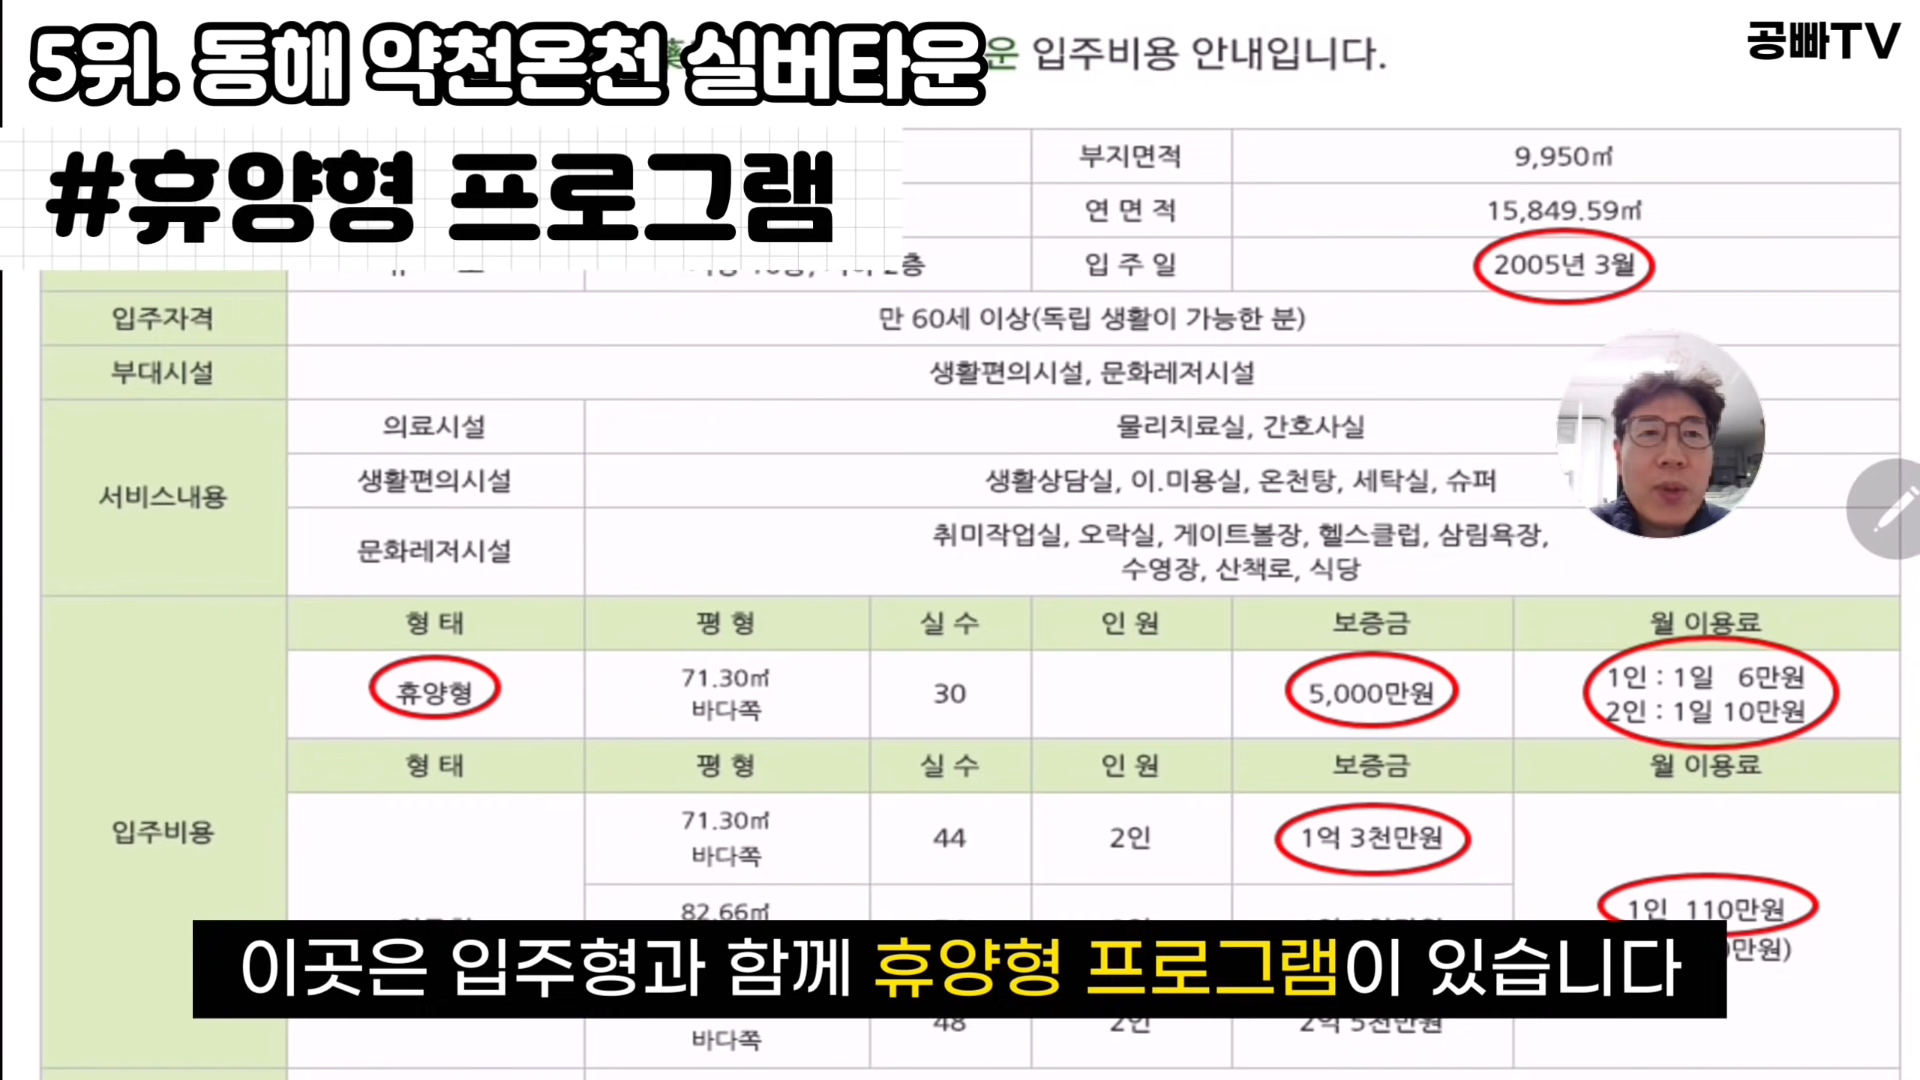 5위. 동해 약천온천 실버타운
운 입주비용 안내입니다.
공빠TV
#휴양형 프로그램
부지면적 9,950㎡
연 면 적 15,849.59㎡
층 입 주 일 2005년 3월
입주자격 만 60세 이상(독립 생활이 가능한 분)
부대시설 생활편의시설, 문화레저시설
서비스내용
의료시설 물리치료실, 간호사실
생활편의시설 생활상담실, 이.미용실, 온천탕, 세탁실, 슈퍼
문화레저시설 취미작업실, 오락실, 게이트볼장, 헬스클럽, 삼림욕장,
수영장, 산책로, 식당
입주비용
형 태 평 형 실 수 인 원 보증금 월 이용료
휴양형 71.30㎡ 바다쪽 30 5,000만원 1인 : 1일 6만원
2인 : 1일 10만원
형 태 평 형 실 수 인 원 보증금 월 이용료
71.30㎡ 바다쪽 44 2인 1억 3천만원
82.66㎡ 1인 110만원
만원)
이곳은 입주형과 함께 휴양형 프로그램이 있습니다
바다쪽 48 2인 2억 5천만원